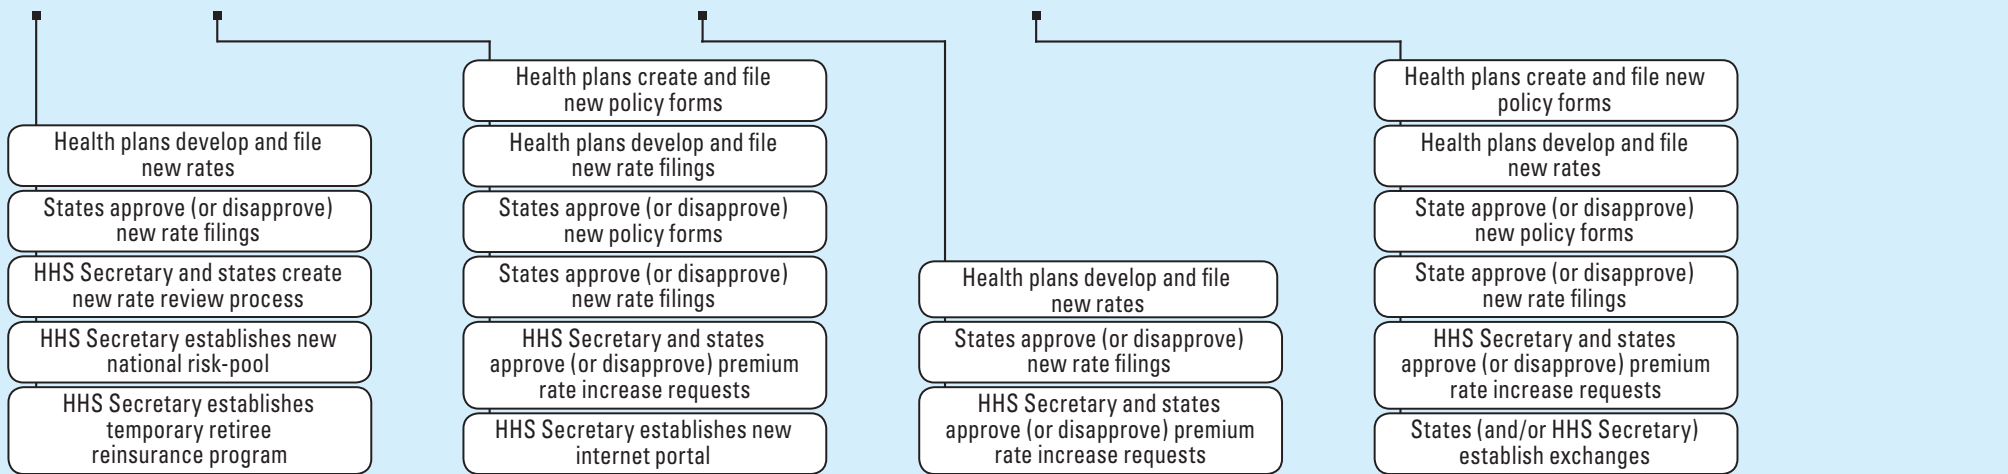 Health plans develop and file
new rates
States approve (or disapprove)
new rate filings
HHS Secretary and states create
new rate review process
HHS Secretary establishes new
national risk-pool
HHS Secretary establishes
temporary retiree
reinsurance program
Health plans create and file
new policy forms
Health plans develop and file
new rate filings
States approve (or disapprove)
new policy forms
States approve (or disapprove)
new rate filings
HHS Secretary and states
approve (or disapprove) premium
rate increase requests
HHS Secretary establishes new
internet portal
Health plans develop and file
new rates
States approve (or disapprove)
new rate filings
HHS Secretary and states
approve (or disapprove) premium
rate increase requests
Health plans create and file new
policy forms
Health plans develop and file
new rates
State approve (or disapprove)
new policy forms
State approve (or disapprove)
new rate filings
HHS Secretary and states
approve (or disapprove) premium
rate increase requests
States (and/or HHS Secretary)
establish exchanges